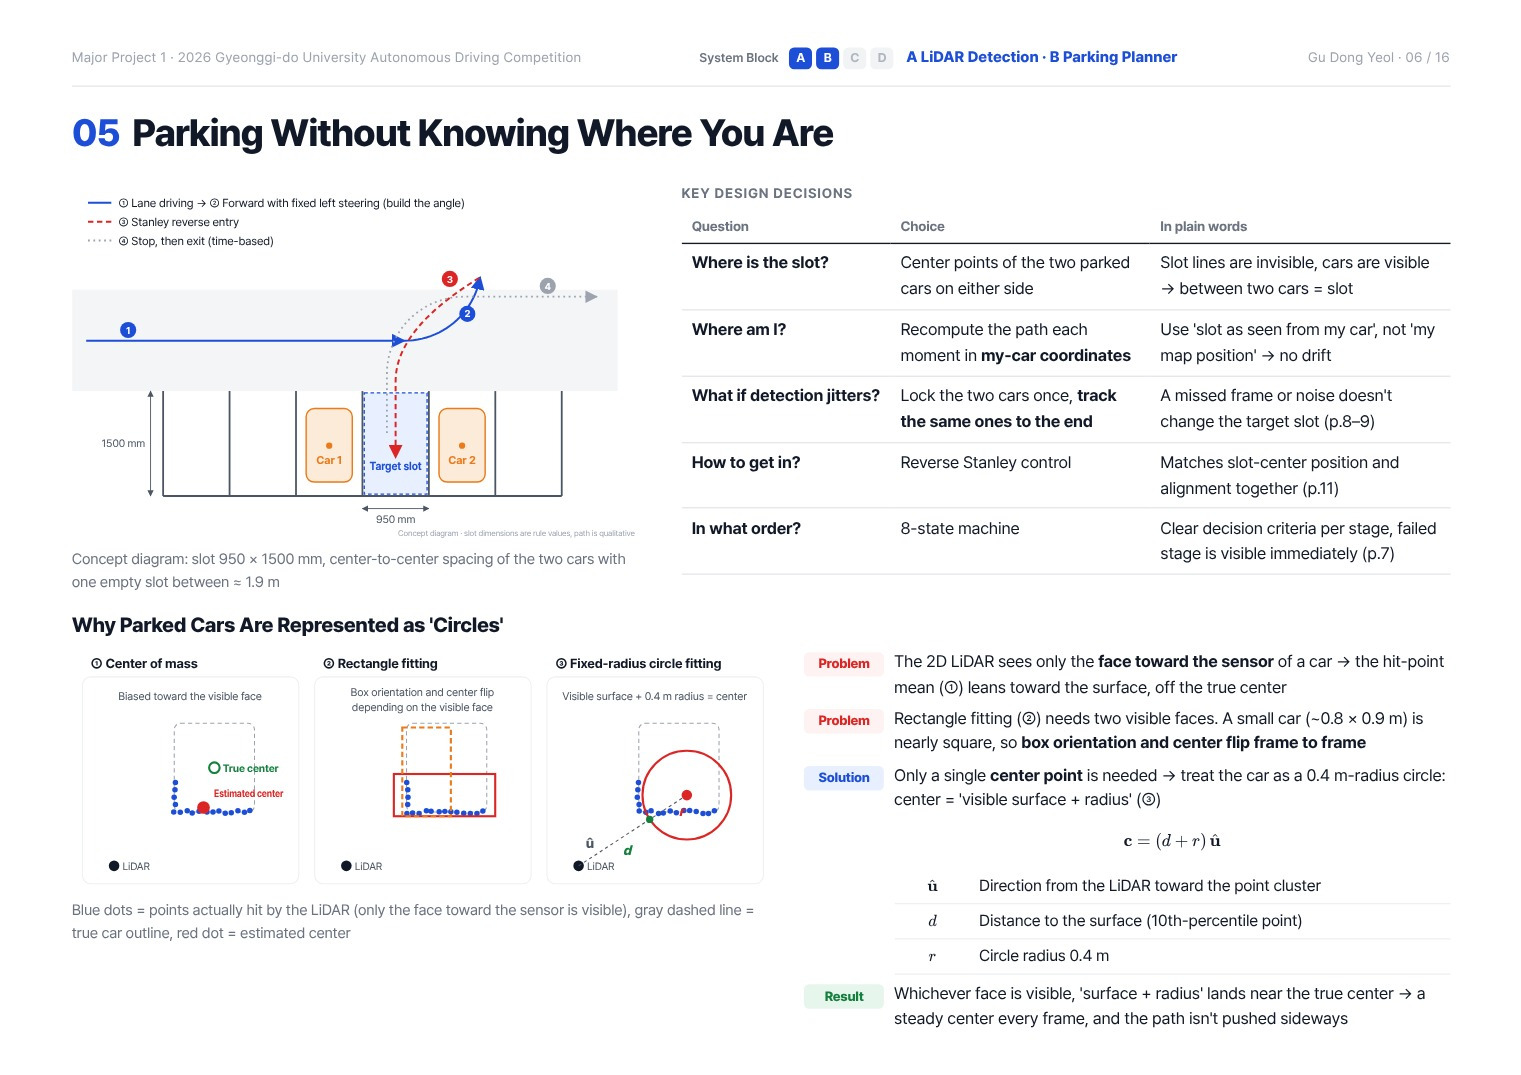 Major Project 1 · 2026 Gyeonggi-do University Autonomous Driving Competition
System Block A B C D A LiDAR Detection · B Parking Planner
Gu Dong Yeol · 06 / 16
05 Parking Without Knowing Where You Are
① Lane driving → ② Forward with fixed left steering (build the angle)
③ Stanley reverse entry
④ Stop, then exit (time-based)
3
4
2
1
1500 mm
Car 1
Target slot
Car 2
950 mm
Concept diagram · slot dimensions are rule values, path is qualitative
Concept diagram: slot 950 × 1500 mm, center-to-center spacing of the two cars with
one empty slot between ≈ 1.9 m
KEY DESIGN DECISIONS
Question Choice In plain words
Where is the slot? Center points of the two parked Slot lines are invisible, cars are visible
cars on either side → between two cars = slot
Where am I? Recompute the path each Use 'slot as seen from my car', not 'my
moment in my-car coordinates map position' → no drift
What if detection jitters? Lock the two cars once, track A missed frame or noise doesn't
the same ones to the end change the target slot (p.8–9)
How to get in? Reverse Stanley control Matches slot-center position and
alignment together (p.11)
In what order? 8-state machine Clear decision criteria per stage, failed
stage is visible immediately (p.7)
Why Parked Cars Are Represented as 'Circles'
① Center of mass
Biased toward the visible face
True center
Estimated center
LiDAR
② Rectangle fitting
Box orientation and center flip
depending on the visible face
LiDAR
③ Fixed-radius circle fitting
Visible surface + 0.4 m radius = center
r
û
d
LiDAR
Blue dots = points actually hit by the LiDAR (only the face toward the sensor is visible), gray dashed line =
true car outline, red dot = estimated center
Problem The 2D LiDAR sees only the face toward the sensor of a car → the hit-point
mean (①) leans toward the surface, off the true center
Problem Rectangle fitting (②) needs two visible faces. A small car (~0.8 × 0.9 m) is
nearly square, so box orientation and center flip frame to frame
Solution Only a single center point is needed → treat the car as a 0.4 m-radius circle:
center = 'visible surface + radius' (③)
c = (d + r) û
û Direction from the LiDAR toward the point cluster
d Distance to the surface (10th-percentile point)
r Circle radius 0.4 m
Result Whichever face is visible, 'surface + radius' lands near the true center → a
steady center every frame, and the path isn't pushed sideways